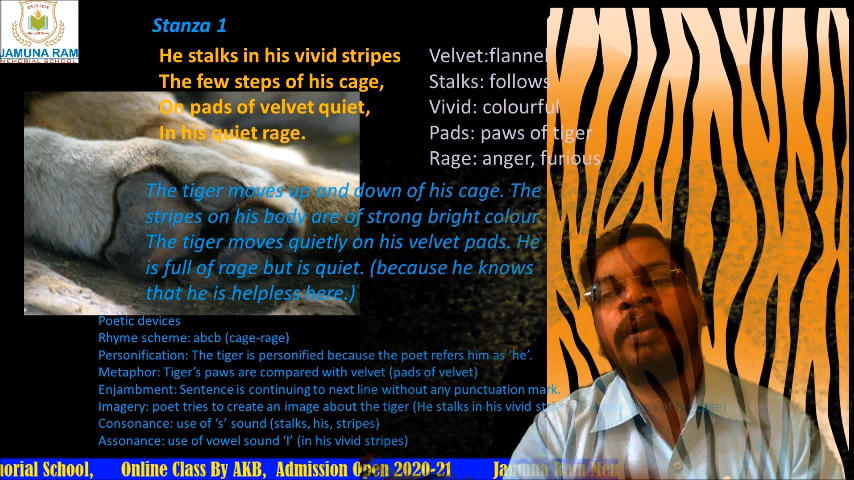 JAMUNA RAM
MEMORIAL SCHOOL
Stanza 1
He stalks in his vivid stripes
The few steps of his cage,
On pads of velvet quiet,
In his quiet rage.
Velvet:flannel
Stalks: follows
Vivid: colourful
Pads: paws of tiger
Rage: anger, furious
The tiger moves up and down of his cage. The
stripes on his body are of strong bright colour
The tiger moves quietly on his velvet pads. He
is full of rage but is quiet. (because he knows
that he is helpless here.)
Poetic devices
Rhyme scheme: abcb (cage-rage)
Personification: The tiger is personified because the poet refers him as ‘he’.
Metaphor: Tiger’s paws are compared with velvet (pads of velvet)
Enjambment: Sentence is continuing to next line without any punctuation mark.
Imagery: poet tries to create an image about the tiger (He stalks in his vivid
Consonance: use of ‘s’ sound (stalks, his, stripes)
Assonance: use of vowel sound ‘I’ (in his vivid stripes)
morial School, Online Class By AKB, Admission Open 2020-21 Jamuna Ram Mem